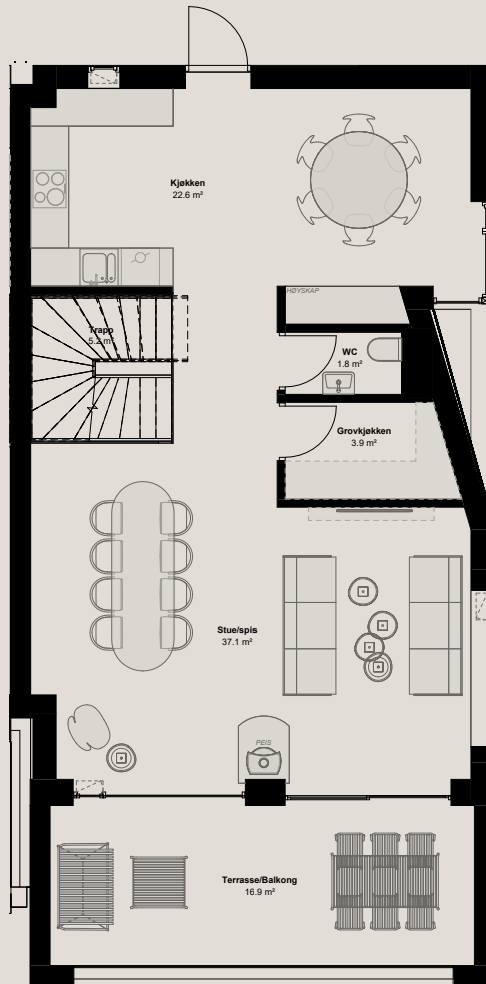 Kjøkken
22.6 m²
HØYSKAP
Trapp
5.2 m²
WC
1.8 m²
Grovkjøkken
3.9 m²
Stue/spis
37.1 m²
PEIS
Terrasse/Balkong
16.9 m²